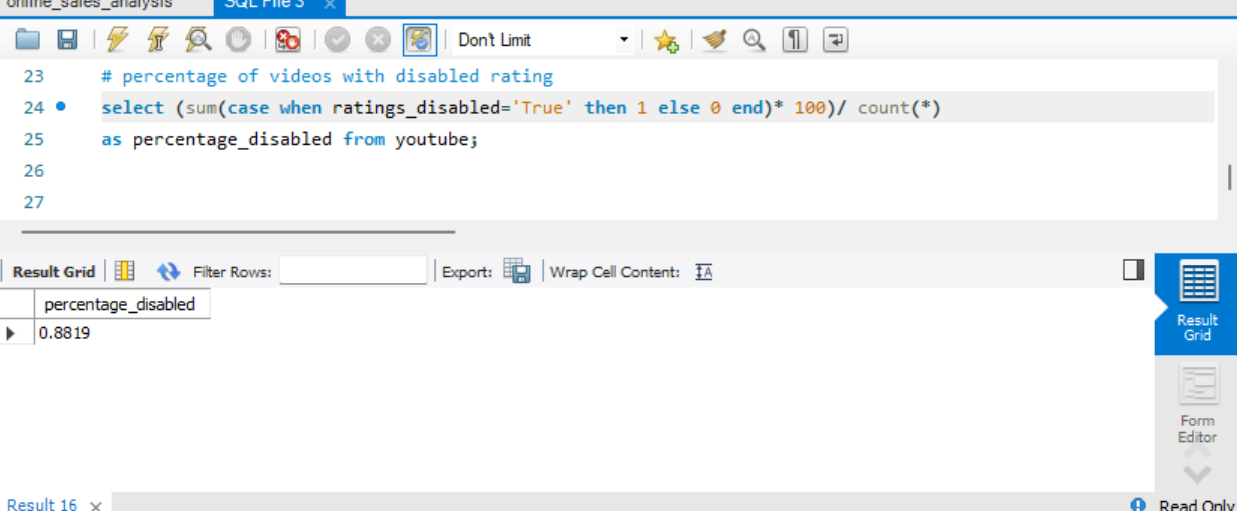 online_sales_analysis SQL File 3
Don't Limit
23 # percentage of videos with disabled rating
24 select (sum(case when ratings_disabled='True' then 1 else 0 end)* 100)/ count(*)
25 as percentage_disabled from youtube;
26
27
Result Grid Filter Rows: Export: Wrap Cell Content:
percentage_disabled
0.8819
Result
Grid
Form
Editor
Result 16 Read Only